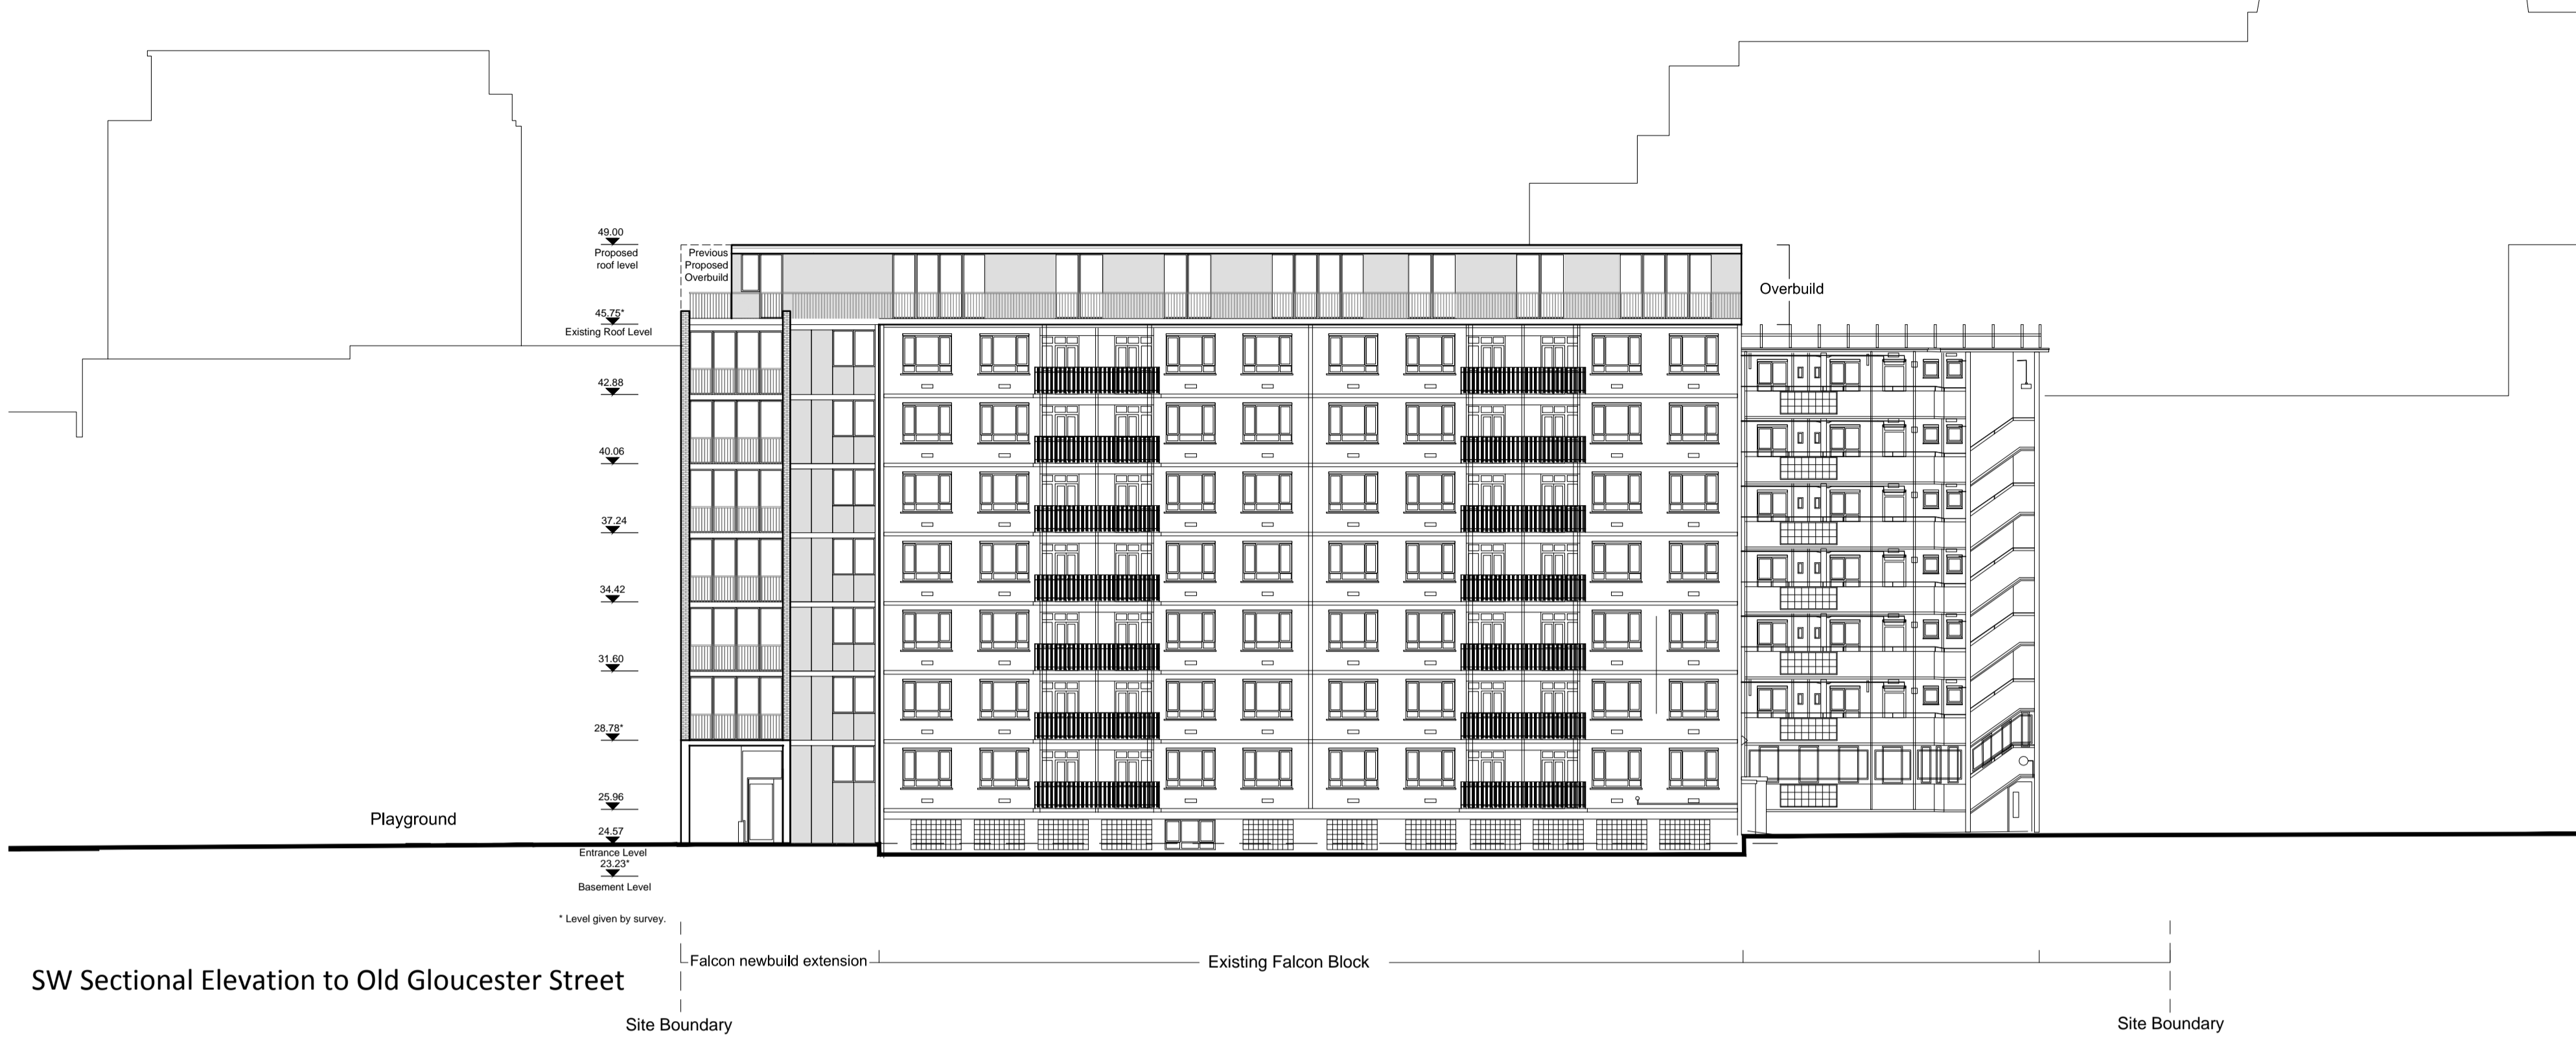 49.00
Proposed
roof level
Previous
Proposed
Overbuild
Overbuild
45.75*
Existing Roof Level
42.88
40.06
37.24
34.42
31.60
28.78*
25.96
Playground
24.57
Entrance Level
23.23*
Basement Level
* Level given by survey.
Falcon newbuild extension
Existing Falcon Block
SW Sectional Elevation to Old Gloucester Street
Site Boundary
Site Boundary